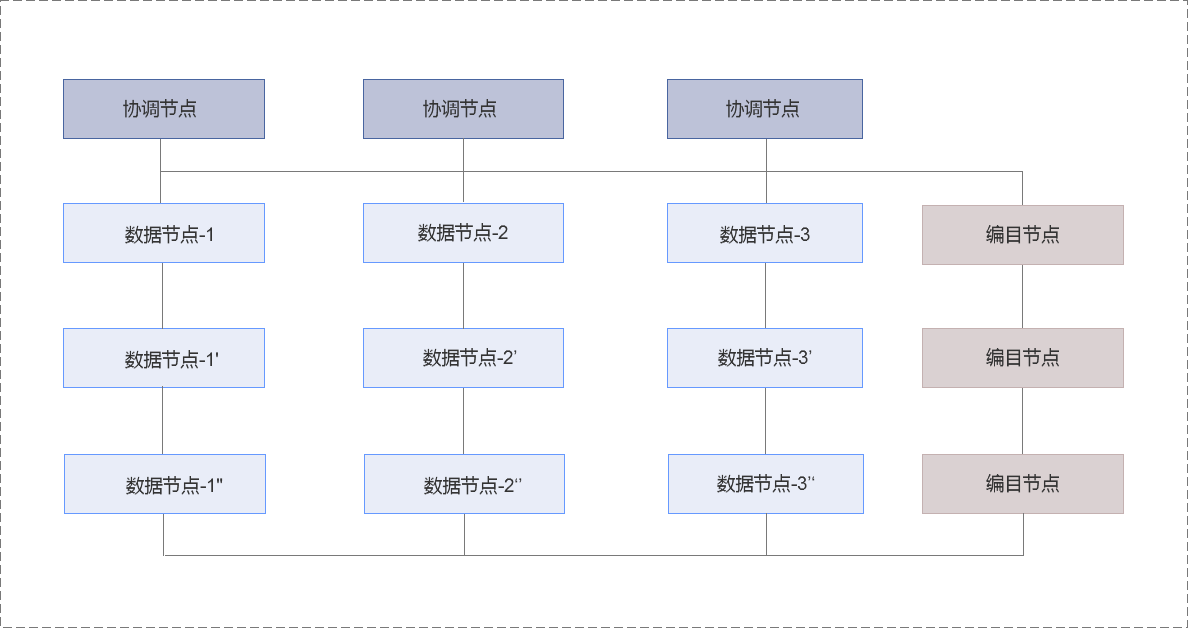 协调节点
协调节点
协调节点
数据节点-1
数据节点-2
数据节点-3
编目节点
数据节点-1'
数据节点-2’
数据节点-3’
编目节点
数据节点-1"
数据节点-2‘’
数据节点-3’‘
编目节点